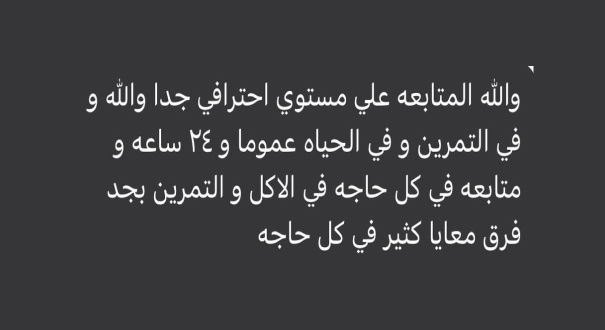 والله المتابعه علي مستوي احترافي جدا والله و
في التمرين و في الحياه عموما و ٢٤ ساعه و
متابعه في كل حاجه في الاكل و التمرين بجد
فرق معايا كثير في كل حاجه